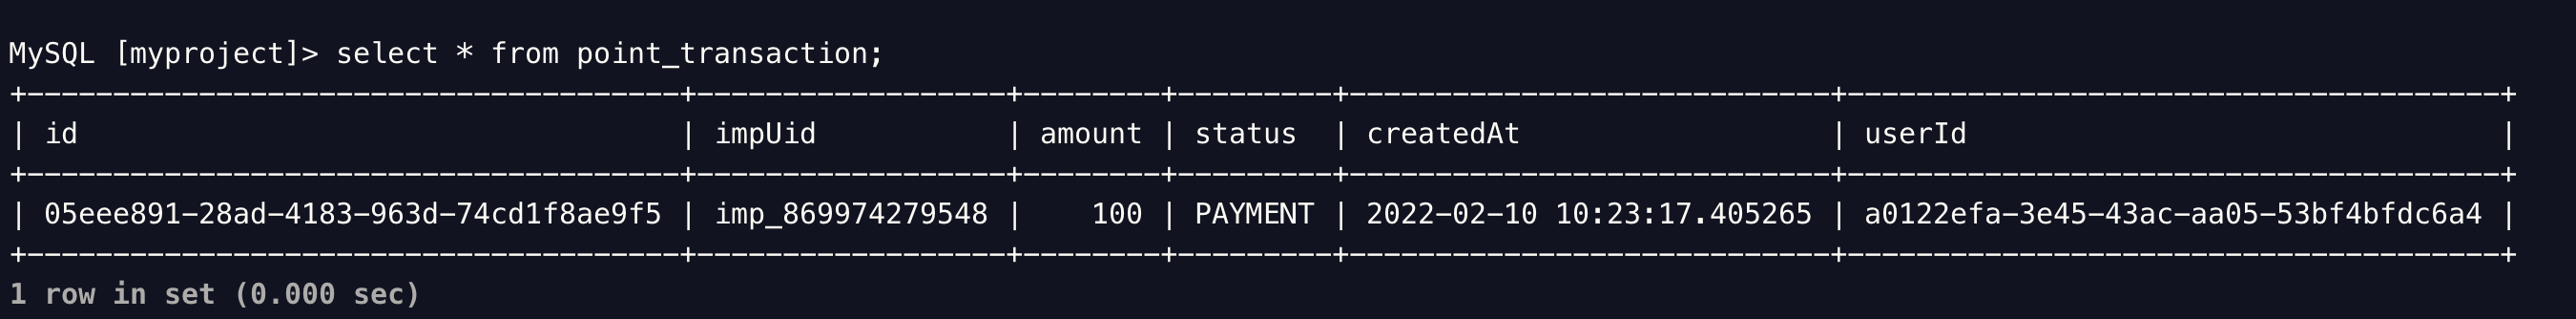 MySQL [myproject]> select * from point_transaction;
+--------------------------------------+------------------+--------+---------+----------------------------+--------------------------------------+
| id                                   | impUid           | amount | status  | createdAt                  | userId                               |
+--------------------------------------+------------------+--------+---------+----------------------------+--------------------------------------+
| 05eee891-28ad-4183-963d-74cd1f8ae9f5 | imp_869974279548 |    100 | PAYMENT | 2022-02-10 10:23:17.405265 | a0122efa-3e45-43ac-aa05-53bf4bfdc6a4 |
+--------------------------------------+------------------+--------+---------+----------------------------+--------------------------------------+
1 row in set (0.000 sec)